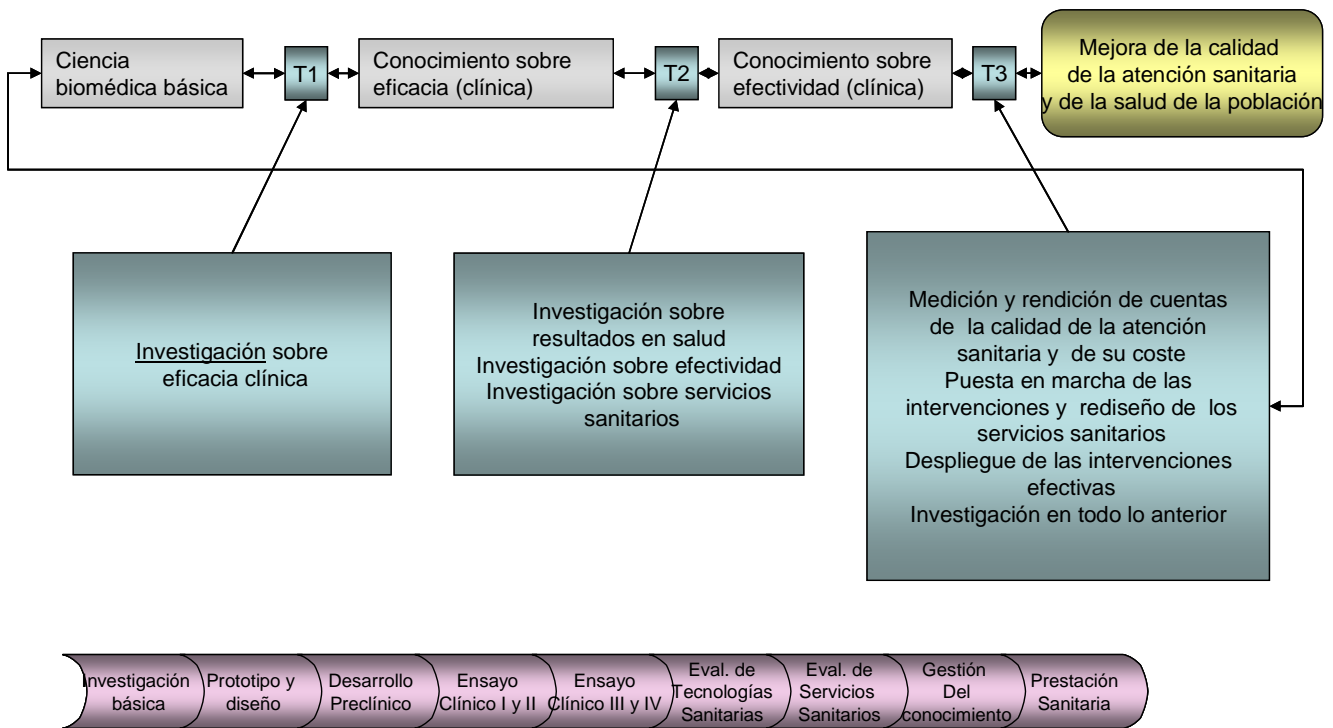 Ciencia
biomédica básica
T1
Conocimiento sobre
eficacia (clínica)
T2
Conocimiento sobre
efectividad (clínica)
T3
Mejora de la calidad
de la atención sanitaria
y de la salud de la población
Investigación sobre
eficacia clínica
Investigación sobre
resultados en salud
Investigación sobre efectividad
Investigación sobre servicios
sanitarios
Medición y rendición de cuentas
de la calidad de la atención
sanitaria y de su coste
Puesta en marcha de las
intervenciones y rediseño de los
servicios sanitarios
Despliegue de las intervenciones
efectivas
Investigación en todo lo anterior
Investigación
básica
Prototipo y
diseño
Desarrollo
Preclínico
Ensayo
Clínico I y II
Ensayo
Clínico III y IV
Eval. de
Tecnologías
Sanitarias
Eval. de
Servicios
Sanitarios
Gestión
Del
conocimiento
Prestación
Sanitaria